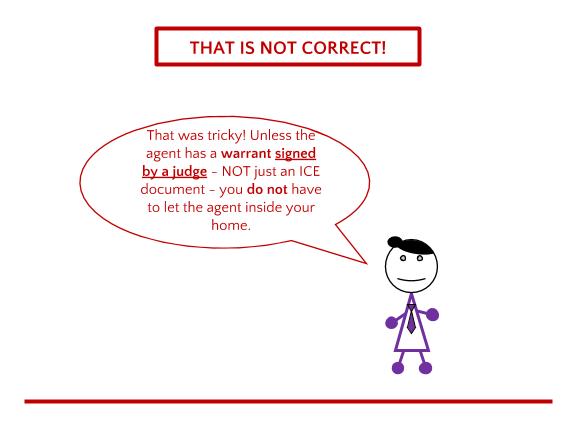 THAT IS NOT CORRECT!
That was tricky! Unless the
agent has a warrant signed
by a judge – NOT just an ICE
document – you do not have
to let the agent inside your
home.